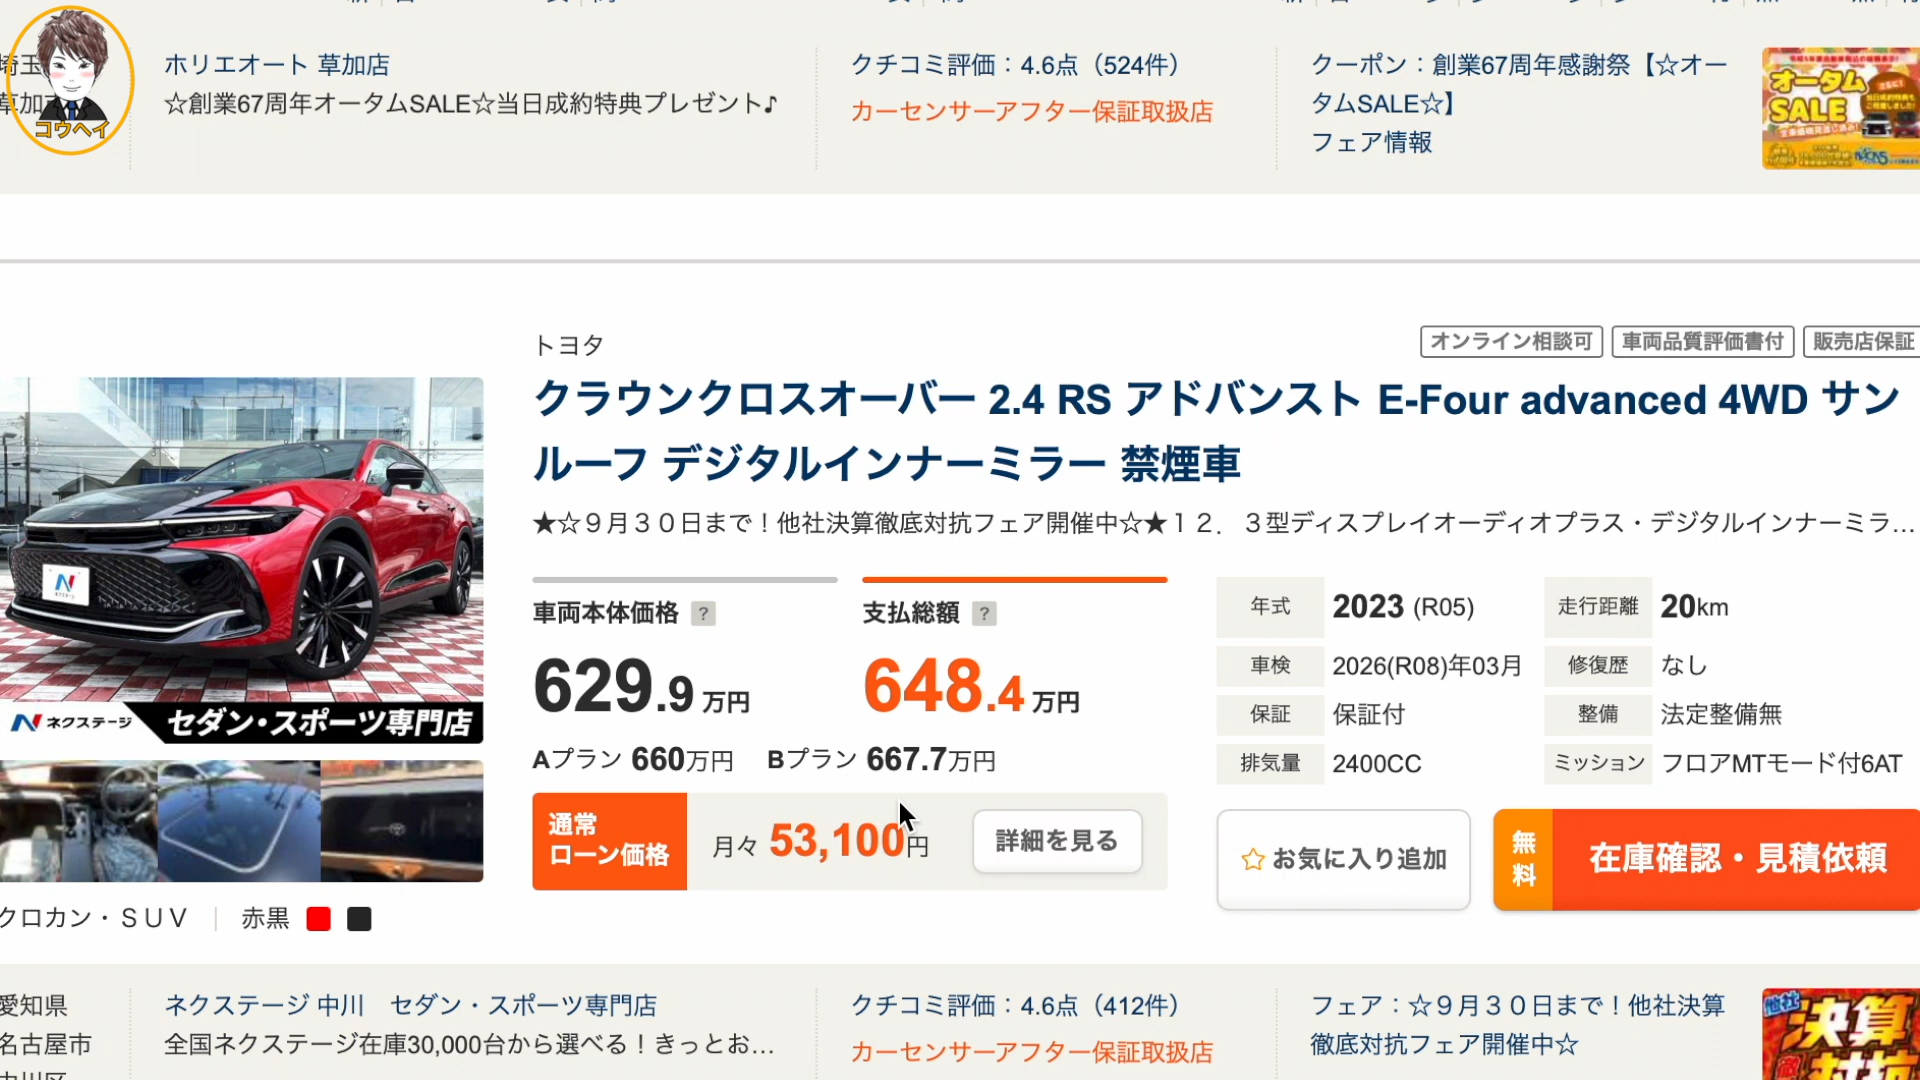 ホリエオート 草加店
☆創業67周年オータムSALE☆当日成約特典プレゼント♪
クチコミ評価：4.6点（524件）
カーセンサーアフター保証取扱店
クーポン：創業67周年感謝祭【☆オー
タムSALE☆】
フェア情報
オータム
SALE
埼玉
草加
コウヘイ
トヨタ
オンライン相談可
車両品質評価書付
販売店保証
クラウンクロスオーバー 2.4 RS アドバンスト E-Four advanced 4WD サン
ルーフ デジタルインナーミラー 禁煙車
★☆９月３０日まで！他社決算徹底対抗フェア開催中☆★１２．３型ディスプレイオーディオプラス・デジタルインナーミラ…
車両本体価格 ?
629.9万円
支払総額 ?
648.4万円
Aプラン 660万円 Bプラン 667.7万円
通常
ローン価格
月々 53,100円
詳細を見る
年式 2023 (R05)
走行距離 20km
車検 2026(R08)年03月
修復歴 なし
保証 保証付
整備 法定整備無
排気量 2400CC
ミッション フロアMTモード付6AT
お気に入り追加
無料
在庫確認・見積依頼
N ネクステージ セダン・スポーツ専門店
クロカン・ＳＵＶ
赤黒
愛知県
名古屋市
ネクステージ 中川　セダン・スポーツ専門店
全国ネクステージ在庫30,000台から選べる！きっとお…
クチコミ評価：4.6点（412件）
カーセンサーアフター保証取扱店
フェア：☆９月３０日まで！他社決算
徹底対抗フェア開催中☆
他社
決算